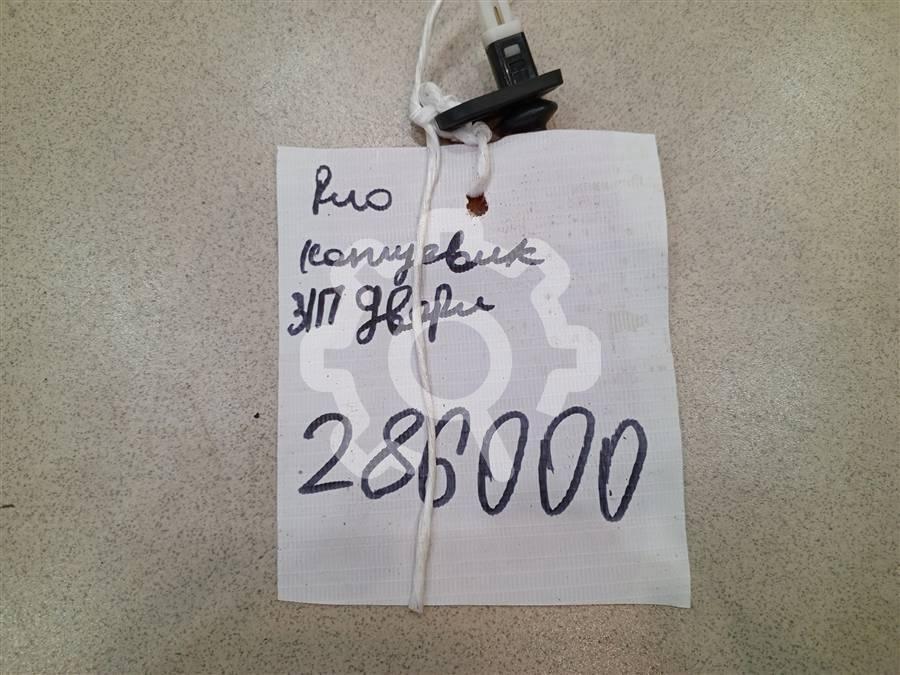 Рио
концевик
З/П двери
286000